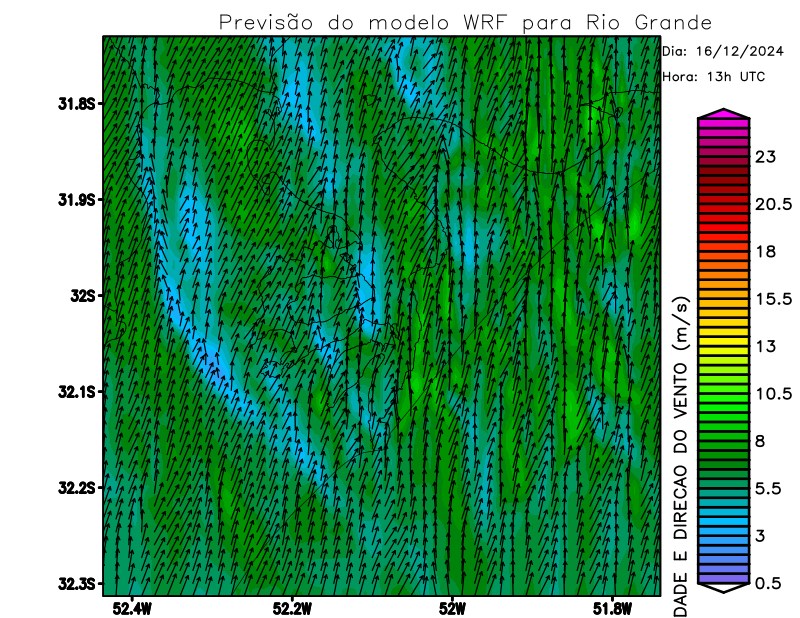 Previsão do modelo WRF para Rio Grande
Dia: 16/12/2024
Hora: 13h UTC
31.8S
31.9S
32S
32.1S
32.2S
32.3S
52.4W
52.2W
52W
51.8W
23
20.5
18
15.5
13
10.5
8
5.5
3
0.5
DADE E DIRECAO DO VENTO (m/s)